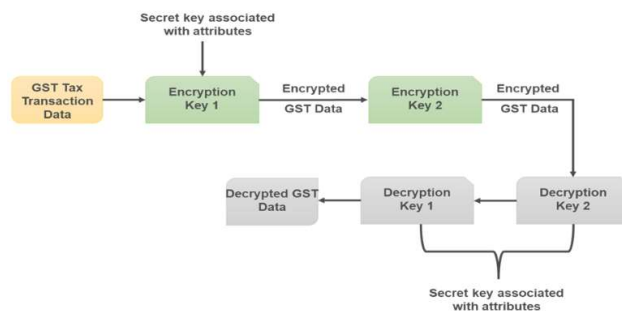 Secret key associated
with attributes
GST Tax
Transaction
Data
Encryption
Key 1
Encrypted
GST Data
Encryption
Key 2
Encrypted
GST Data
Decrypted GST
Data
Decryption
Key 1
Decryption
Key 2
Secret key associated
with attributes